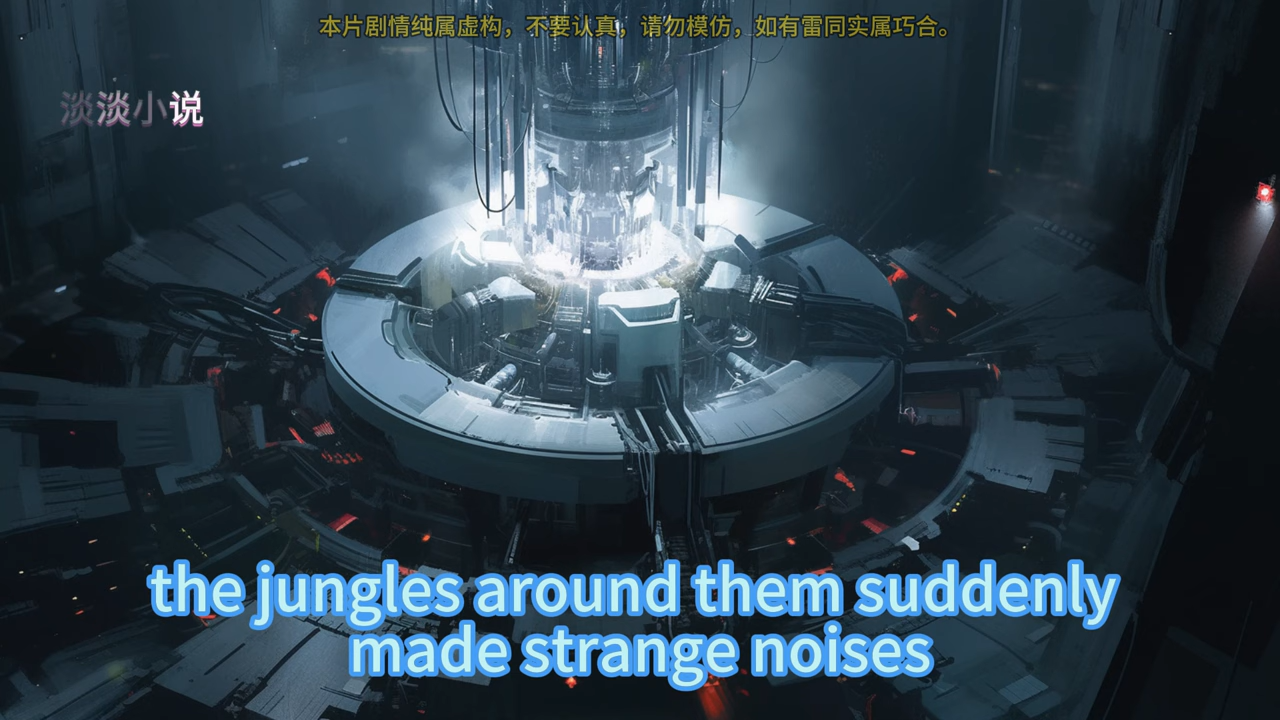 本片剧情纯属虚构，不要认真，请勿模仿，如有雷同实属巧合。
淡淡小说
the jungles around them suddenly
made strange noises